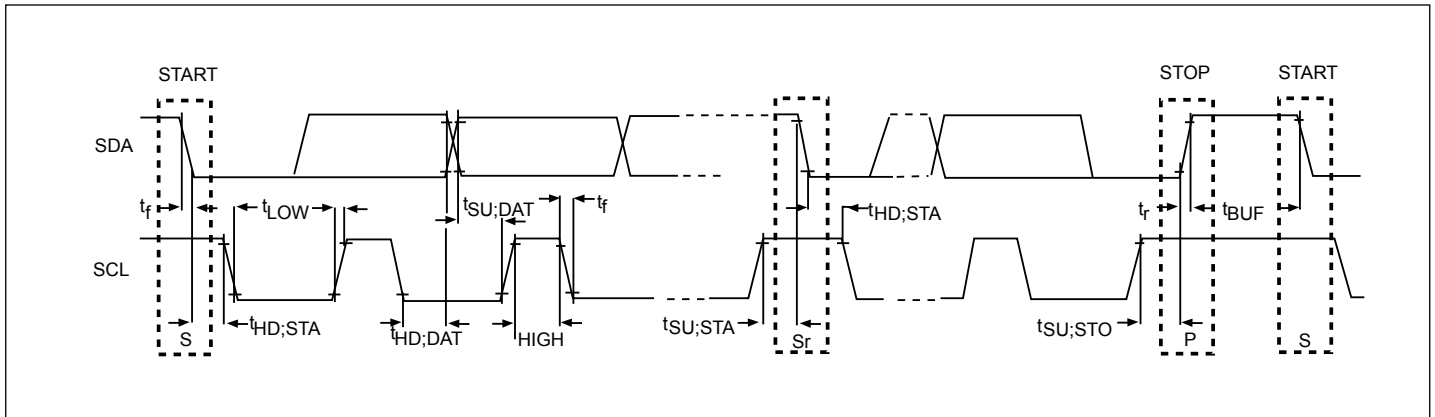 START
STOP
START
SDA
tf
tLOW
tSU;DAT
tf
tHD;STA
tr
tBUF
SCL
S
tHD;STA
tHD;DAT
HIGH
tSU;STA
Sr
tSU;STO
P
S